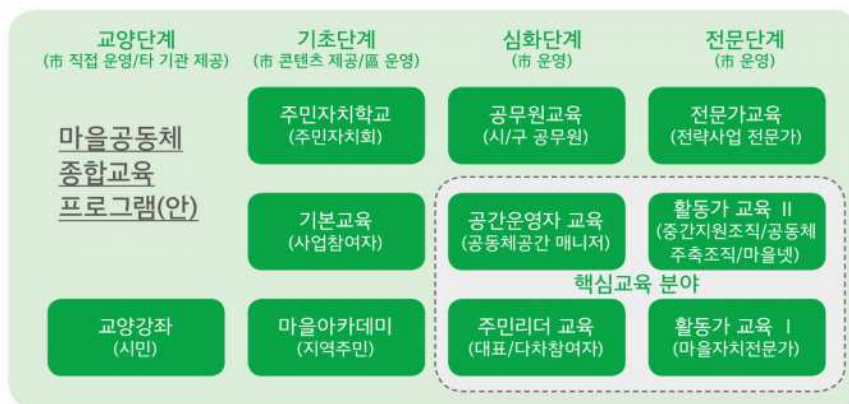 교양단계
(市 직접 운영/타 기관 제공)
기초단계
(市 콘텐츠 제공/區 운영)
심화단계
(市 운영)
전문단계
(市 운영)
마을공동체
종합교육
프로그램(안)
주민자치학교
(주민자치회)
공무원교육
(시/구 공무원)
전문가교육
(전략사업 전문가)
기본교육
(사업참여자)
공간운영자 교육
(공동체공간 매니저)
활동가 교육 Ⅱ
(중간지원조직/공동체
주축조직/마을넷)
핵심교육 분야
교양강좌
(시민)
마을아카데미
(지역주민)
주민리더 교육
(대표/다차참여자)
활동가 교육 Ⅰ
(마을자치전문가)